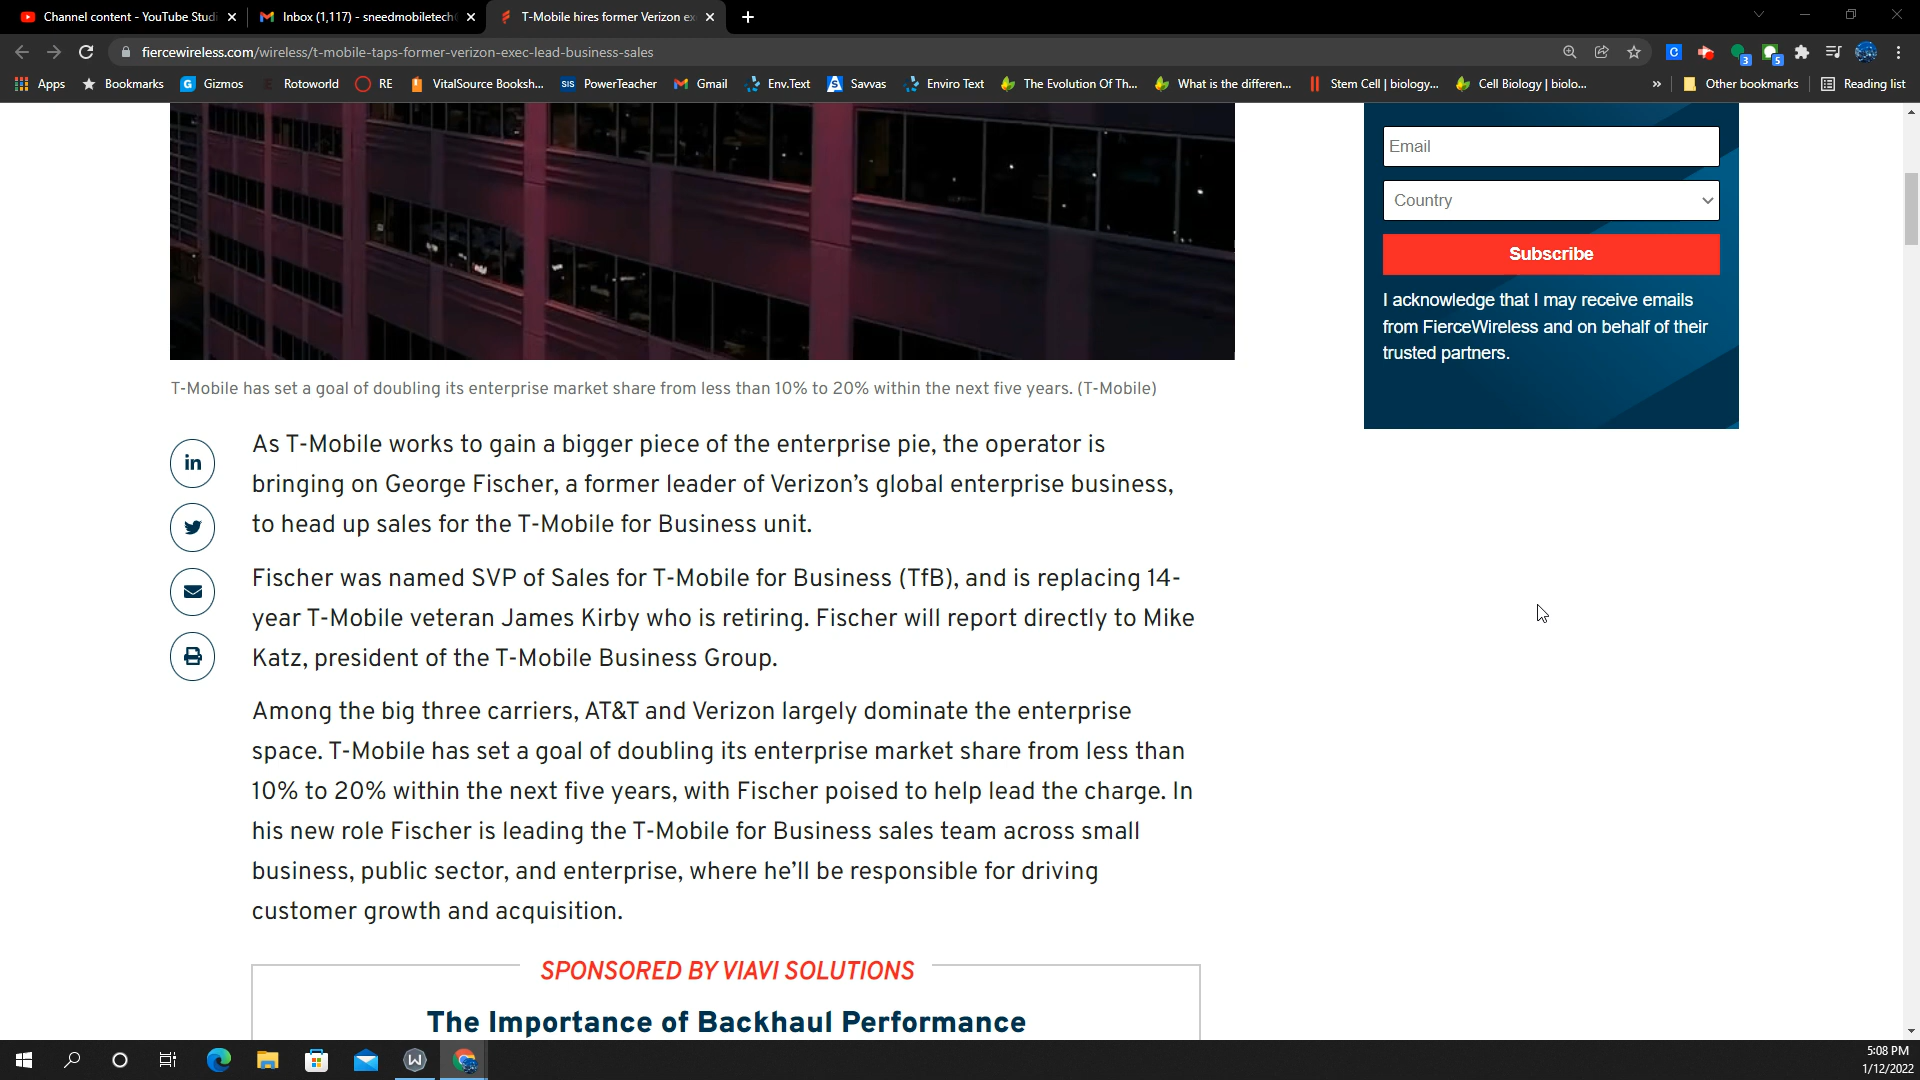 Channel content - YouTube Studi
Inbox (1,117) - sneedmobiletech
T-Mobile hires former Verizon ex
fiercewireless.com/wireless/t-mobile-taps-former-verizon-exec-lead-business-sales
3
5
Apps
Bookmarks
G Gizmos
Rotoworld
RE
VitalSource Booksh...
SIS PowerTeacher
Gmail
Env.Text
S Savvas
Enviro Text
The Evolution Of Th...
What is the differen...
Stem Cell | biology...
Cell Biology | biolo...
»
Other bookmarks
Reading list
Email
Country
Subscribe
I acknowledge that I may receive emails
from FierceWireless and on behalf of their
trusted partners.
T-Mobile has set a goal of doubling its enterprise market share from less than 10% to 20% within the next five years. (T-Mobile)
in
As T-Mobile works to gain a bigger piece of the enterprise pie, the operator is
bringing on George Fischer, a former leader of Verizon’s global enterprise business,
to head up sales for the T-Mobile for Business unit.
Fischer was named SVP of Sales for T-Mobile for Business (TfB), and is replacing 14-
year T-Mobile veteran James Kirby who is retiring. Fischer will report directly to Mike
Katz, president of the T-Mobile Business Group.
Among the big three carriers, AT&T and Verizon largely dominate the enterprise
space. T-Mobile has set a goal of doubling its enterprise market share from less than
10% to 20% within the next five years, with Fischer poised to help lead the charge. In
his new role Fischer is leading the T-Mobile for Business sales team across small
business, public sector, and enterprise, where he’ll be responsible for driving
customer growth and acquisition.
SPONSORED BY VIAVI SOLUTIONS
The Importance of Backhaul Performance
5:08 PM
1/12/2022